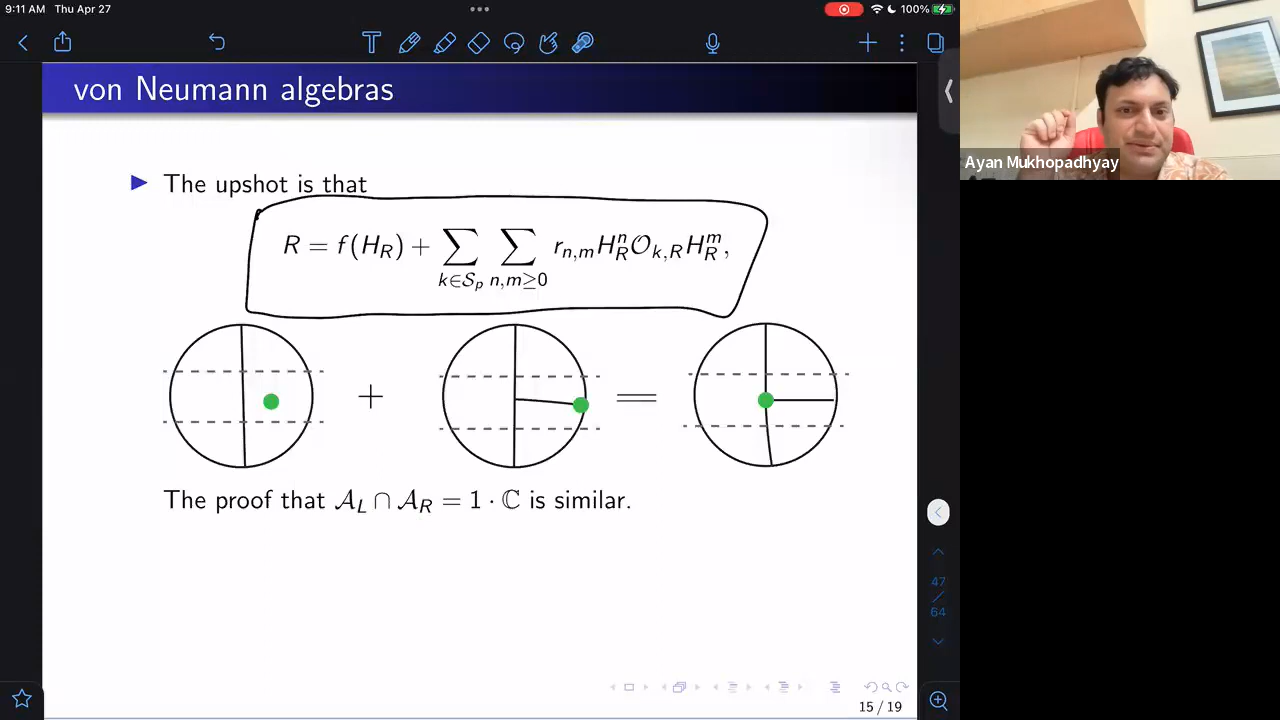 9:11 AM Thu Apr 27
100%
von Neumann algebras
Ayan Mukhopadhyay
The upshot is that
R = f(H_R) + ∑_{k∈𝒮_p} ∑_{n,m≥0} r_{n,m} H_R^n 𝒪_{k,R} H_R^m,
+ =
The proof that 𝒜_L ∩ 𝒜_R = 1 · ℂ is similar.
47
/
64
15 / 19